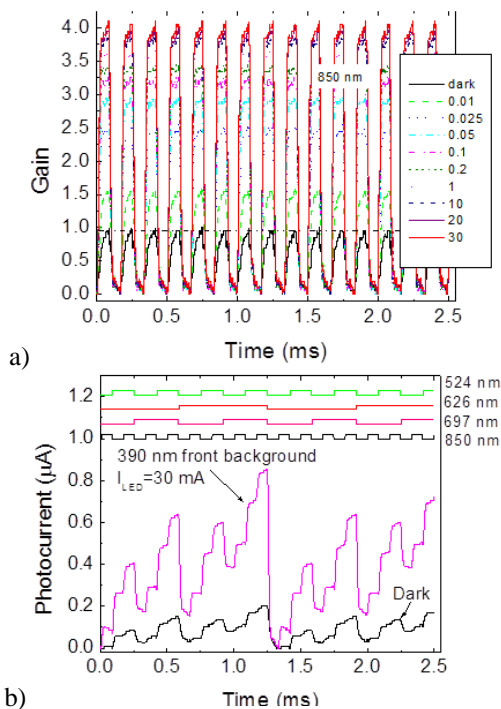 4.0
3.5
3.0
2.5
2.0
1.5
1.0
0.5
0.0
Gain
850 nm
dark
0.01
0.025
0.05
0.1
0.2
1
10
20
30
0.0 0.5 1.0 1.5 2.0 2.5
Time (ms)
a)
1.2
1.0
0.8
0.6
0.4
0.2
0.0
Photocurrent (µA)
524 nm
626 nm
697 nm
850 nm
390 nm front background
I_LED=30 mA
Dark
0.0 0.5 1.0 1.5 2.0 2.5
Time (ms)
b)